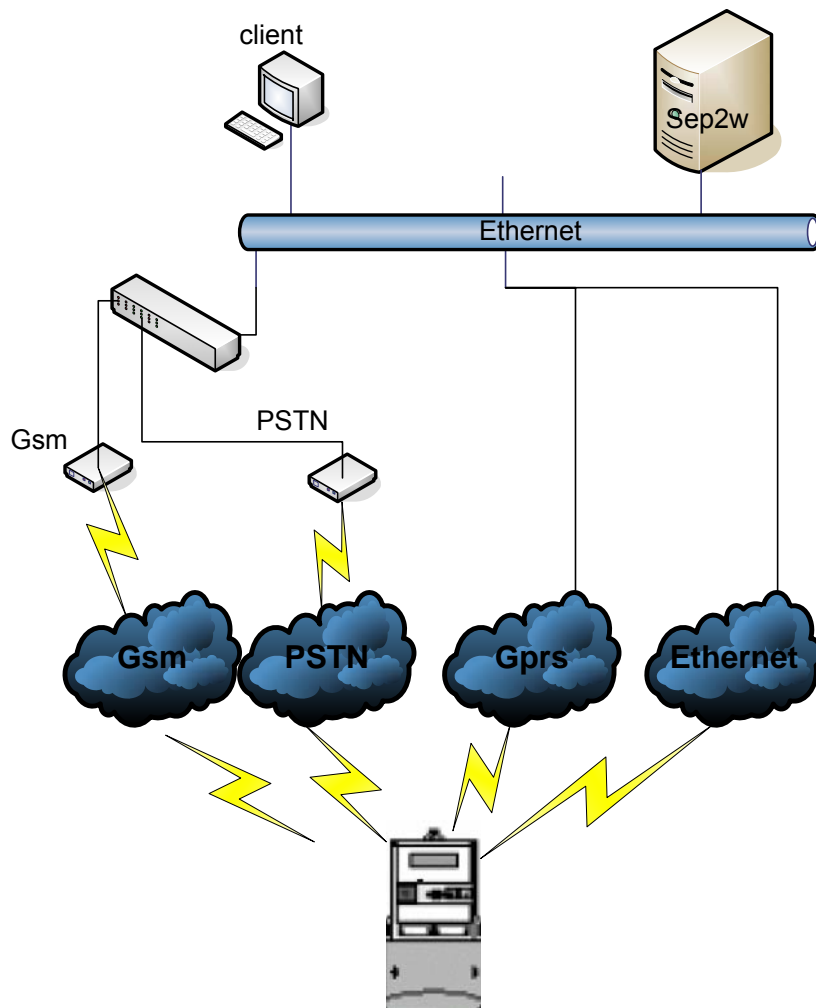 client
Sep2w
Ethernet
PSTN
Gsm
Gsm
PSTN
Gprs
Ethernet